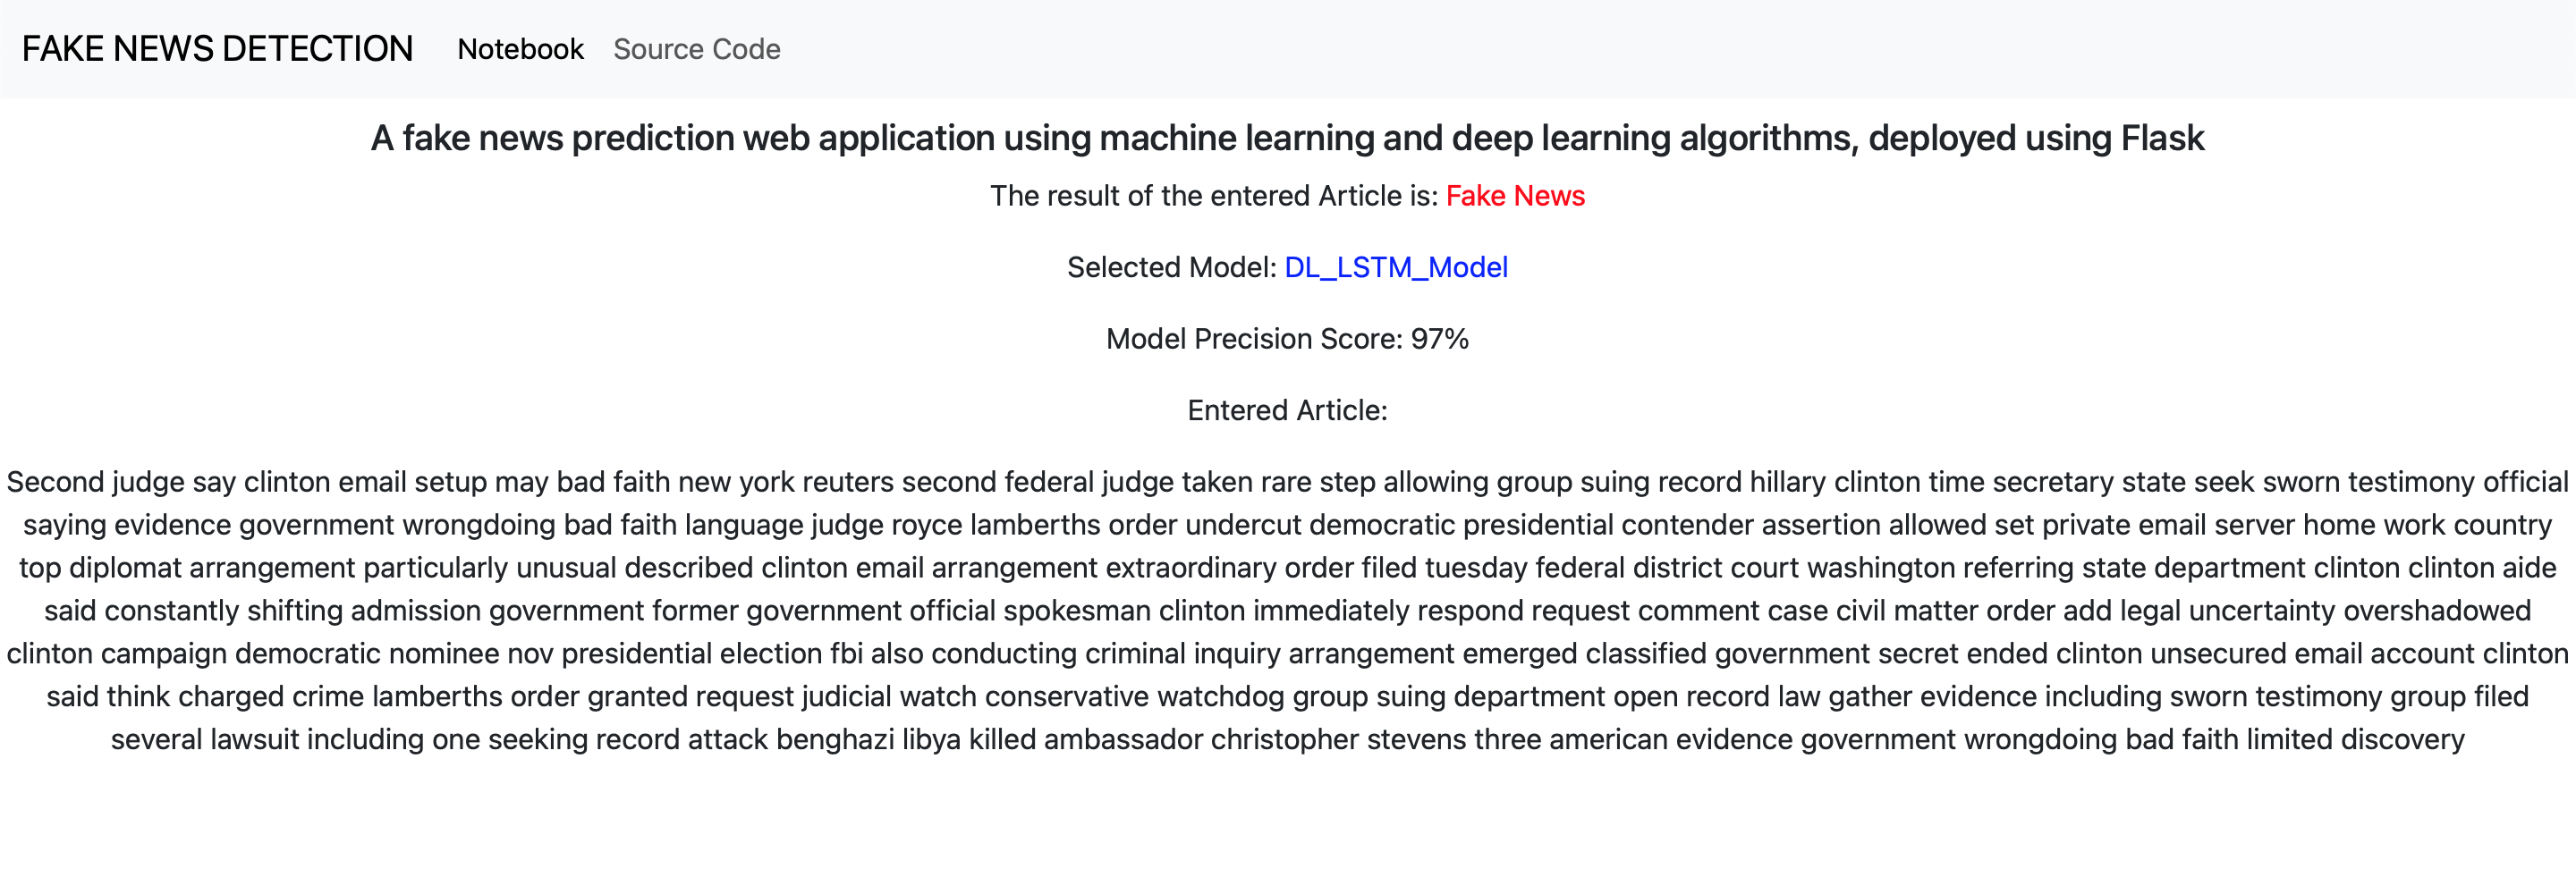 FAKE NEWS DETECTION Notebook Source Code
A fake news prediction web application using machine learning and deep learning algorithms, deployed using Flask
The result of the entered Article is: Fake News
Selected Model: DL_LSTM_Model
Model Precision Score: 97%
Entered Article:
Second judge say clinton email setup may bad faith new york reuters second federal judge taken rare step allowing group suing record hillary clinton time secretary state seek sworn testimony official
saying evidence government wrongdoing bad faith language judge royce lamberths order undercut democratic presidential contender assertion allowed set private email server home work country
top diplomat arrangement particularly unusual described clinton email arrangement extraordinary order filed tuesday federal district court washington referring state department clinton clinton aide
said constantly shifting admission government former government official spokesman clinton immediately respond request comment case civil matter order add legal uncertainty overshadowed
clinton campaign democratic nominee nov presidential election fbi also conducting criminal inquiry arrangement emerged classified government secret ended clinton unsecured email account clinton
said think charged crime lamberths order granted request judicial watch conservative watchdog group suing department open record law gather evidence including sworn testimony group filed
several lawsuit including one seeking record attack benghazi libya killed ambassador christopher stevens three american evidence government wrongdoing bad faith limited discovery